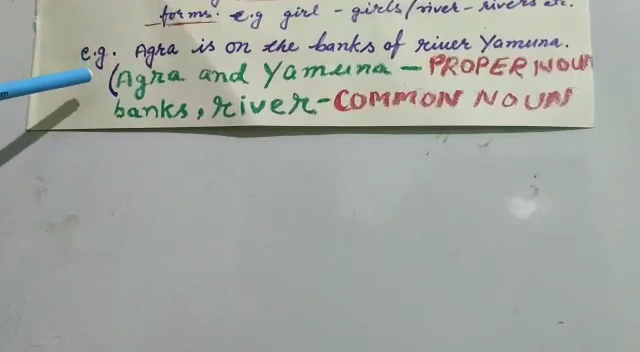 forms. e.g girl - girls/river - rivers etc.
e.g. Agra is on the banks of river Yamuna.
(Agra and Yamuna - PROPER NOUN
banks, river - COMMON NOUN